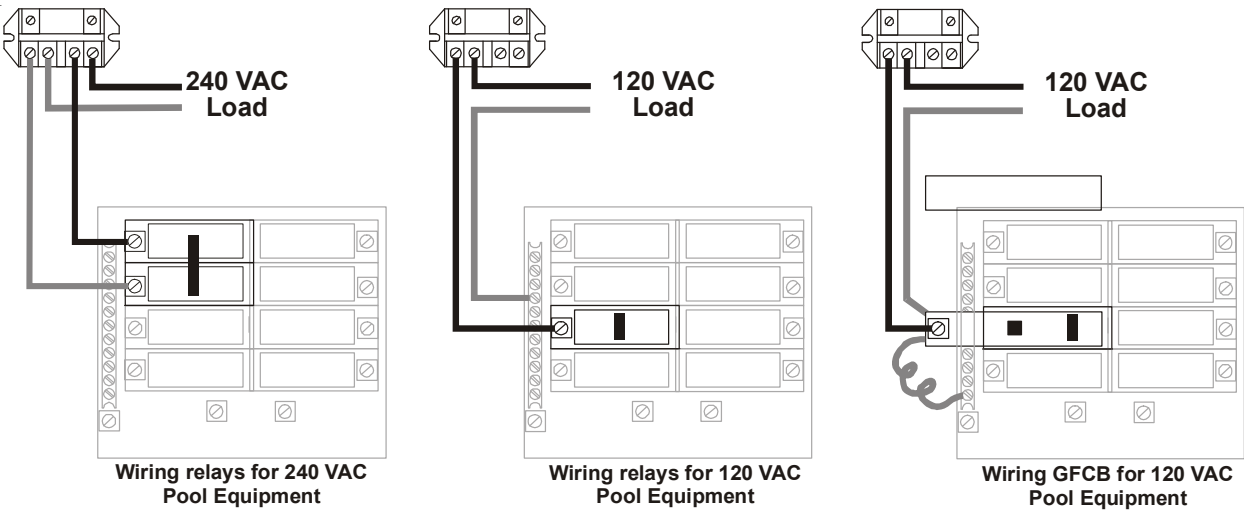 240 VAC
Load
120 VAC
Load
120 VAC
Load
Wiring relays for 240 VAC
Pool Equipment
Wiring relays for 120 VAC
Pool Equipment
Wiring GFCB for 120 VAC
Pool Equipment